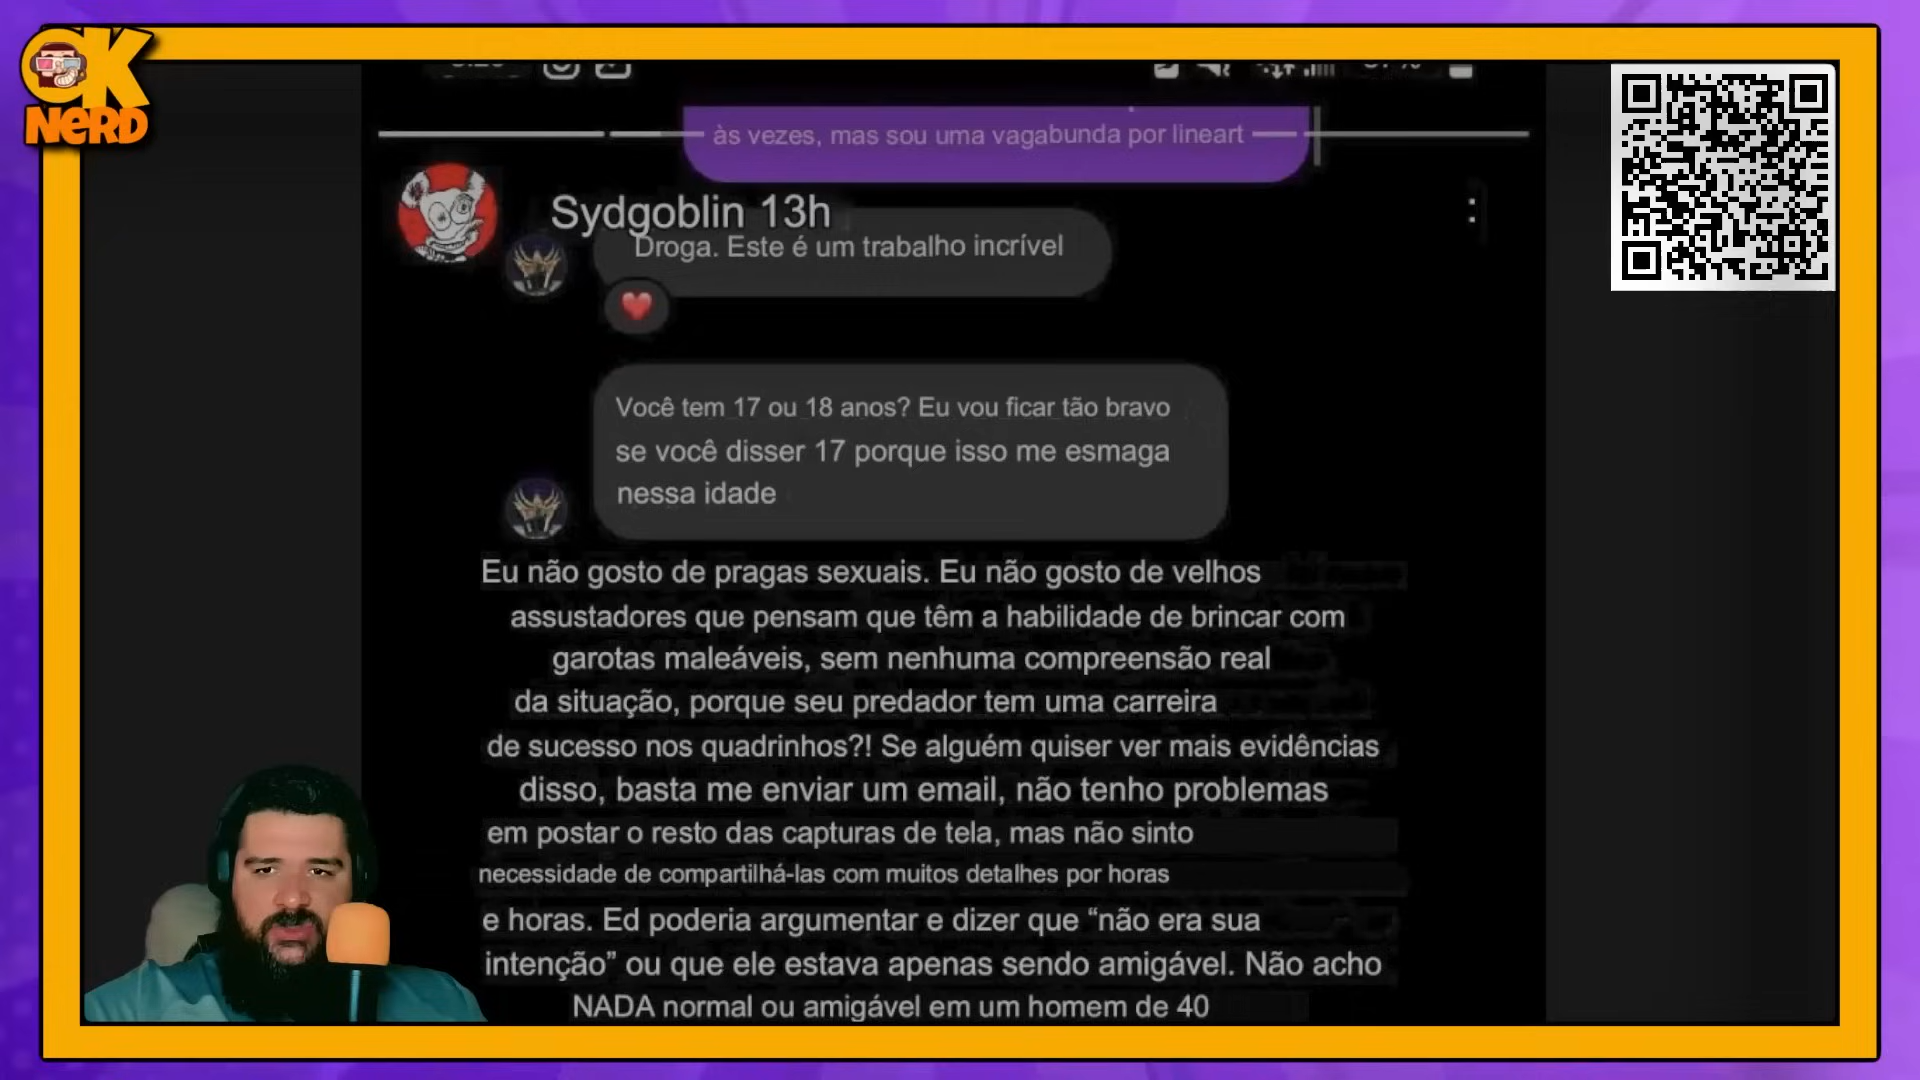 OK
NeRD
às vezes, mas sou uma vagabunda por lineart
Sydgoblin 13h
Droga. Este é um trabalho incrível
Você tem 17 ou 18 anos? Eu vou ficar tão bravo
se você disser 17 porque isso me esmaga
nessa idade
Eu não gosto de pragas sexuais. Eu não gosto de velhos
assustadores que pensam que têm a habilidade de brincar com
garotas maleáveis, sem nenhuma compreensão real
da situação, porque seu predador tem uma carreira
de sucesso nos quadrinhos?! Se alguém quiser ver mais evidências
disso, basta me enviar um email, não tenho problemas
em postar o resto das capturas de tela, mas não sinto
necessidade de compartilhá-las com muitos detalhes por horas
e horas. Ed poderia argumentar e dizer que “não era sua
intenção” ou que ele estava apenas sendo amigável. Não acho
NADA normal ou amigável em um homem de 40